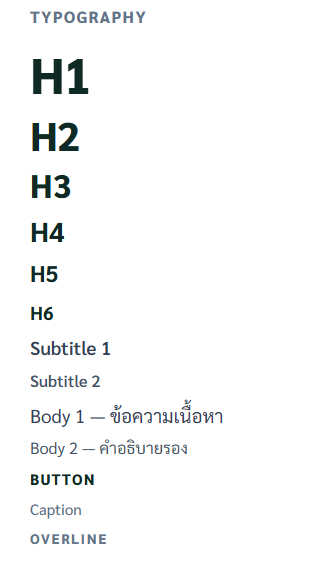 TYPOGRAPHY
H1
H2
H3
H4
H5
H6
Subtitle 1
Subtitle 2
Body 1 — ข้อความเนื้อหา
Body 2 — คำอธิบายรอง
BUTTON
Caption
OVERLINE